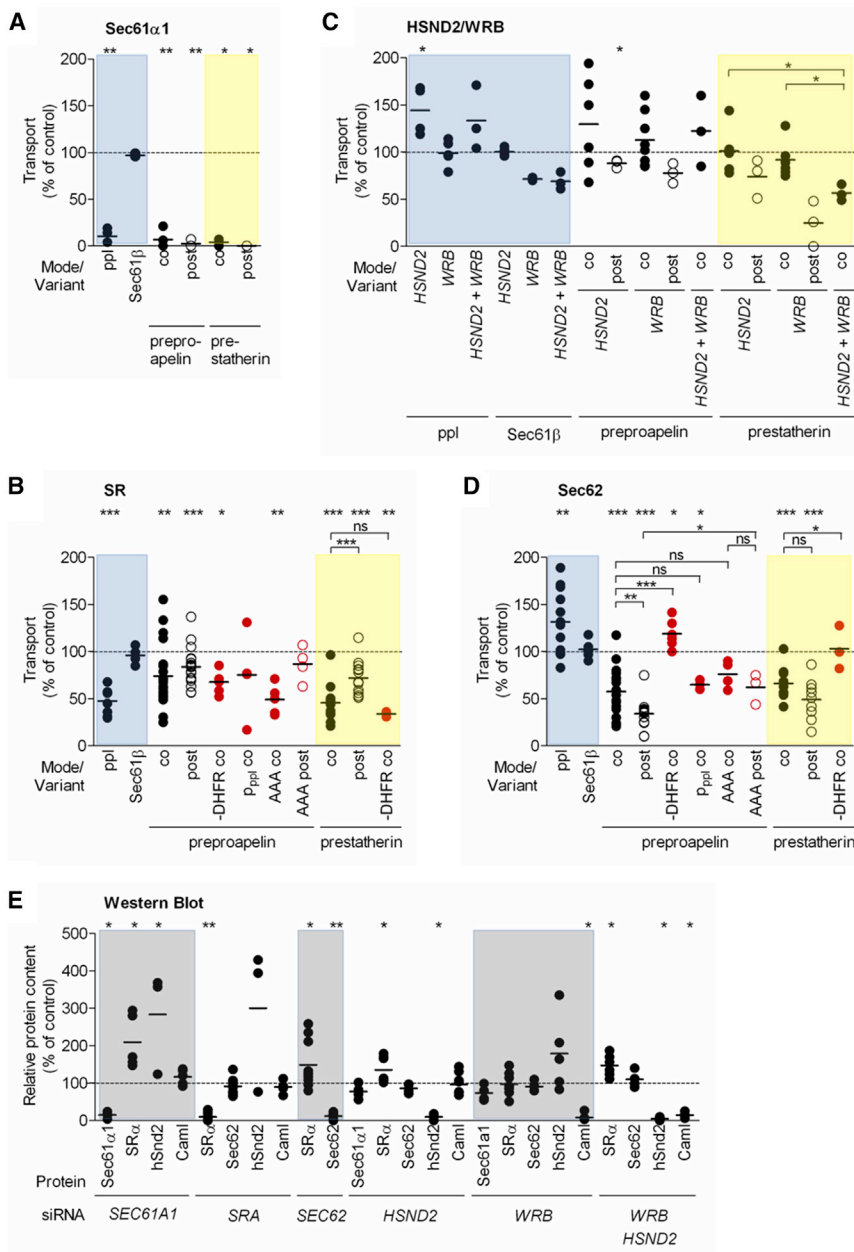 A
Sec61α1
** ** ** * *
200
150
100
50
0
Transport
(% of control)
Mode/
Variant
ppl
Sec61β
co
post
co
post
prepro-
apelin
pre-
statherin
C
HSND2/WRB
* *
*
*
200
150
100
50
0
Transport
(% of control)
Mode/
Variant
HSND2
WRB
HSND2 + WRB
HSND2
WRB
HSND2 + WRB
co
post
co
post
co
co
post
co
post
co
HSND2
WRB
HSND2 + WRB
HSND2
WRB
HSND2 + WRB
ppl
Sec61β
preproapelin
prestatherin
B
SR
*** ** *** * ** *** *** **
ns
***
200
150
100
50
0
Transport
(% of control)
Mode/
Variant
ppl
Sec61β
co
post
-DHFR co
pppl co
AAA co
AAA post
co
post
-DHFR co
preproapelin
prestatherin
D
Sec62
** *** *** * * *** ***
*
ns
ns
ns
***
**
*
ns
200
150
100
50
0
Transport
(% of control)
Mode/
Variant
ppl
Sec61β
co
post
-DHFR co
pppl co
AAA co
AAA post
co
post
-DHFR co
preproapelin
prestatherin
E
Western Blot
* * * ** * ** * * * * * *
500
400
300
200
100
0
Relative protein content
(% of control)
Protein
Sec61α1
SRα
hSnd2
Caml
SRα
Sec62
hSnd2
Caml
SRα
Sec62
Sec61α1
SRα
Sec62
hSnd2
Caml
Sec61a1
SRα
Sec62
hSnd2
Caml
SRα
Sec62
hSnd2
Caml
siRNA
SEC61A1
SRA
SEC62
HSND2
WRB
WRB
HSND2